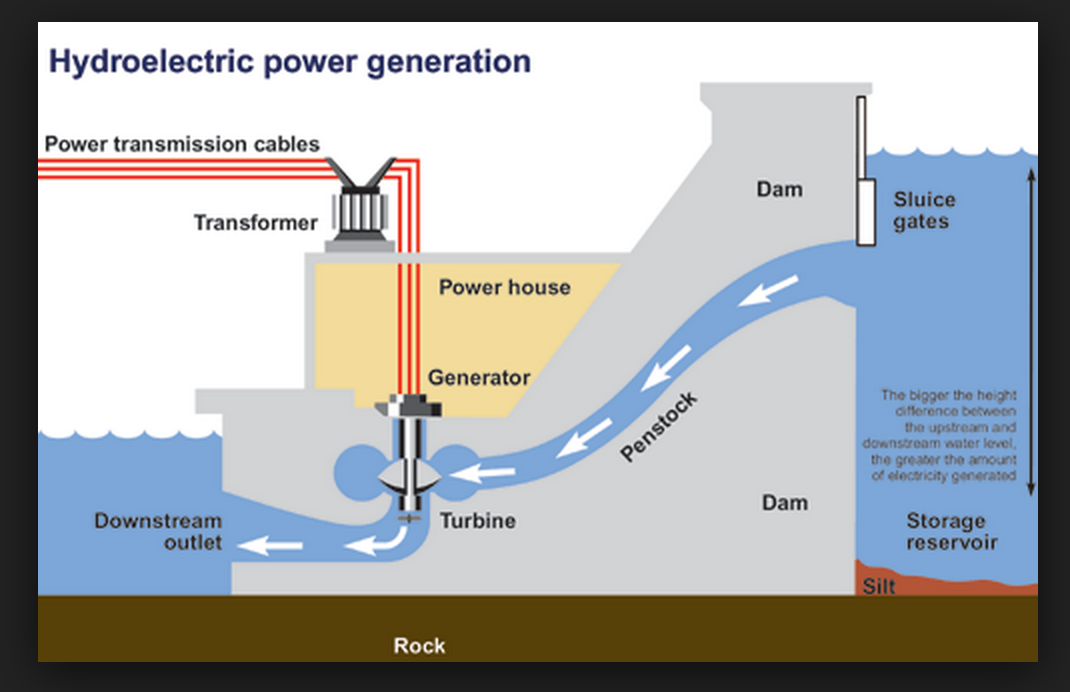 Hydroelectric power generation
Power transmission cables
Transformer
Dam
Sluice
gates
Power house
Generator
The bigger the height
difference between
the upstream and
downstream water level,
the greater the amount
of electricity generated
Penstock
Dam
Downstream
outlet
Turbine
Storage
reservoir
Silt
Rock